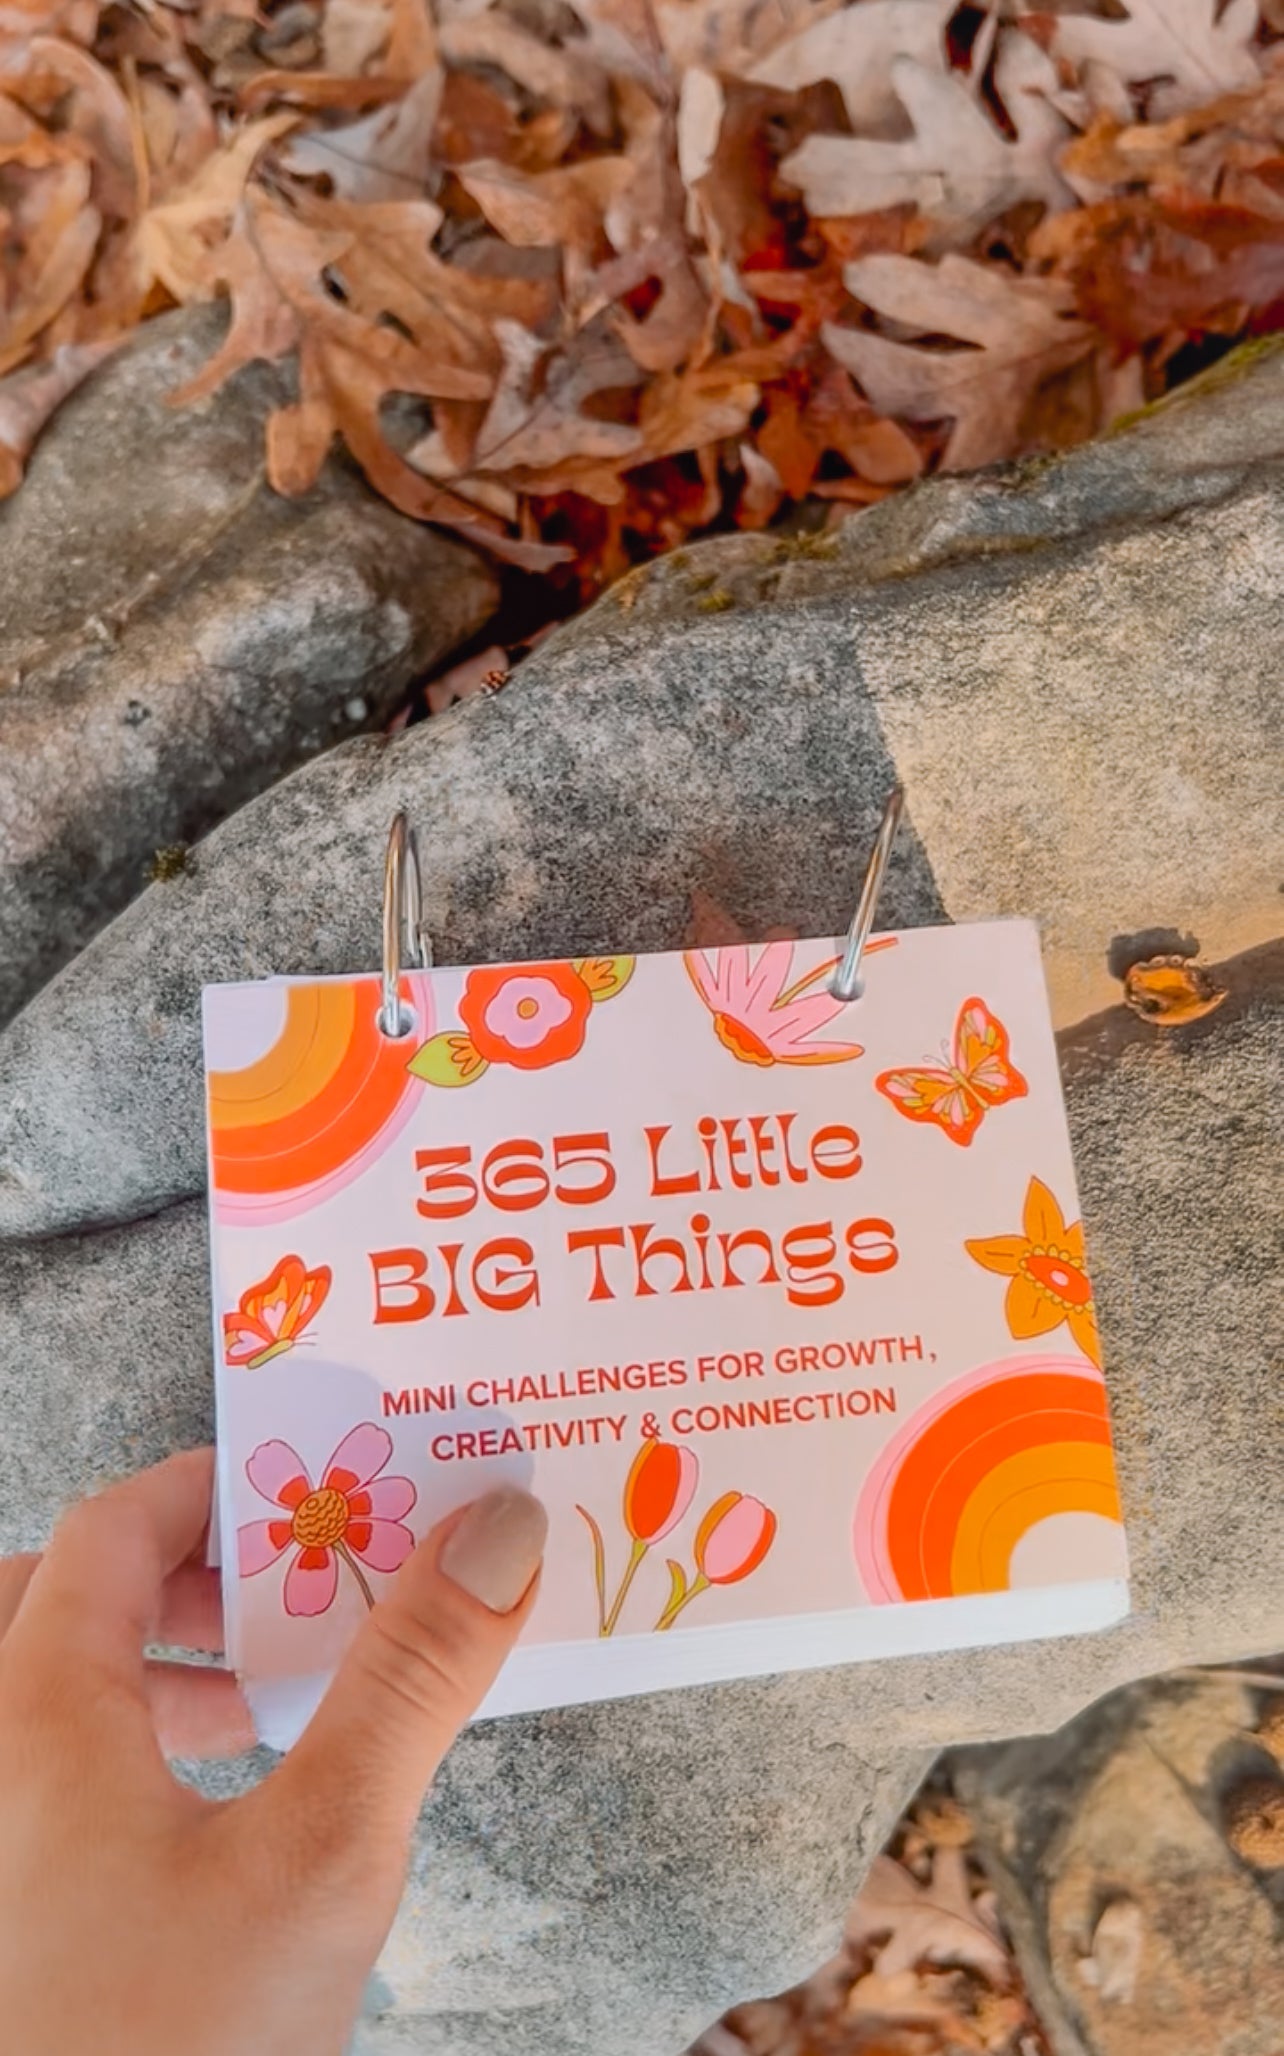 365 Little
BIG Things
MINI CHALLENGES FOR GROWTH,
CREATIVITY & CONNECTION